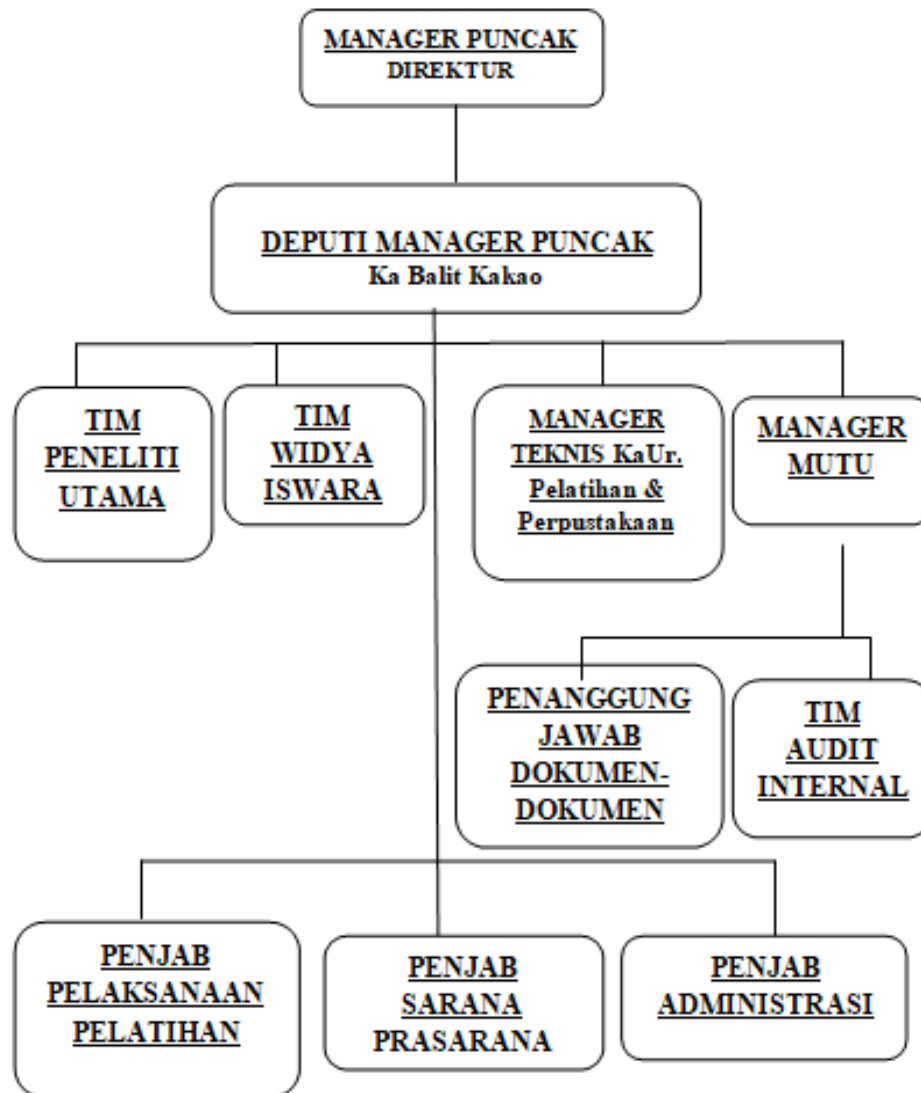 MANAGER PUNCAK
DIREKTUR
DEPUTI MANAGER PUNCAK
Ka Balit Kakao
TIM
PENELITI
UTAMA
TIM
WIDYA
ISWARA
MANAGER
TEKNIS KaUr.
Pelatihan &
Perpustakaan
MANAGER
MUTU
PENANGGUNG
JAWAB
DOKUMEN-
DOKUMEN
TIM
AUDIT
INTERNAL
PENJAB
PELAKSANAAN
PELATIHAN
PENJAB
SARANA
PRASARANA
PENJAB
ADMINISTRASI